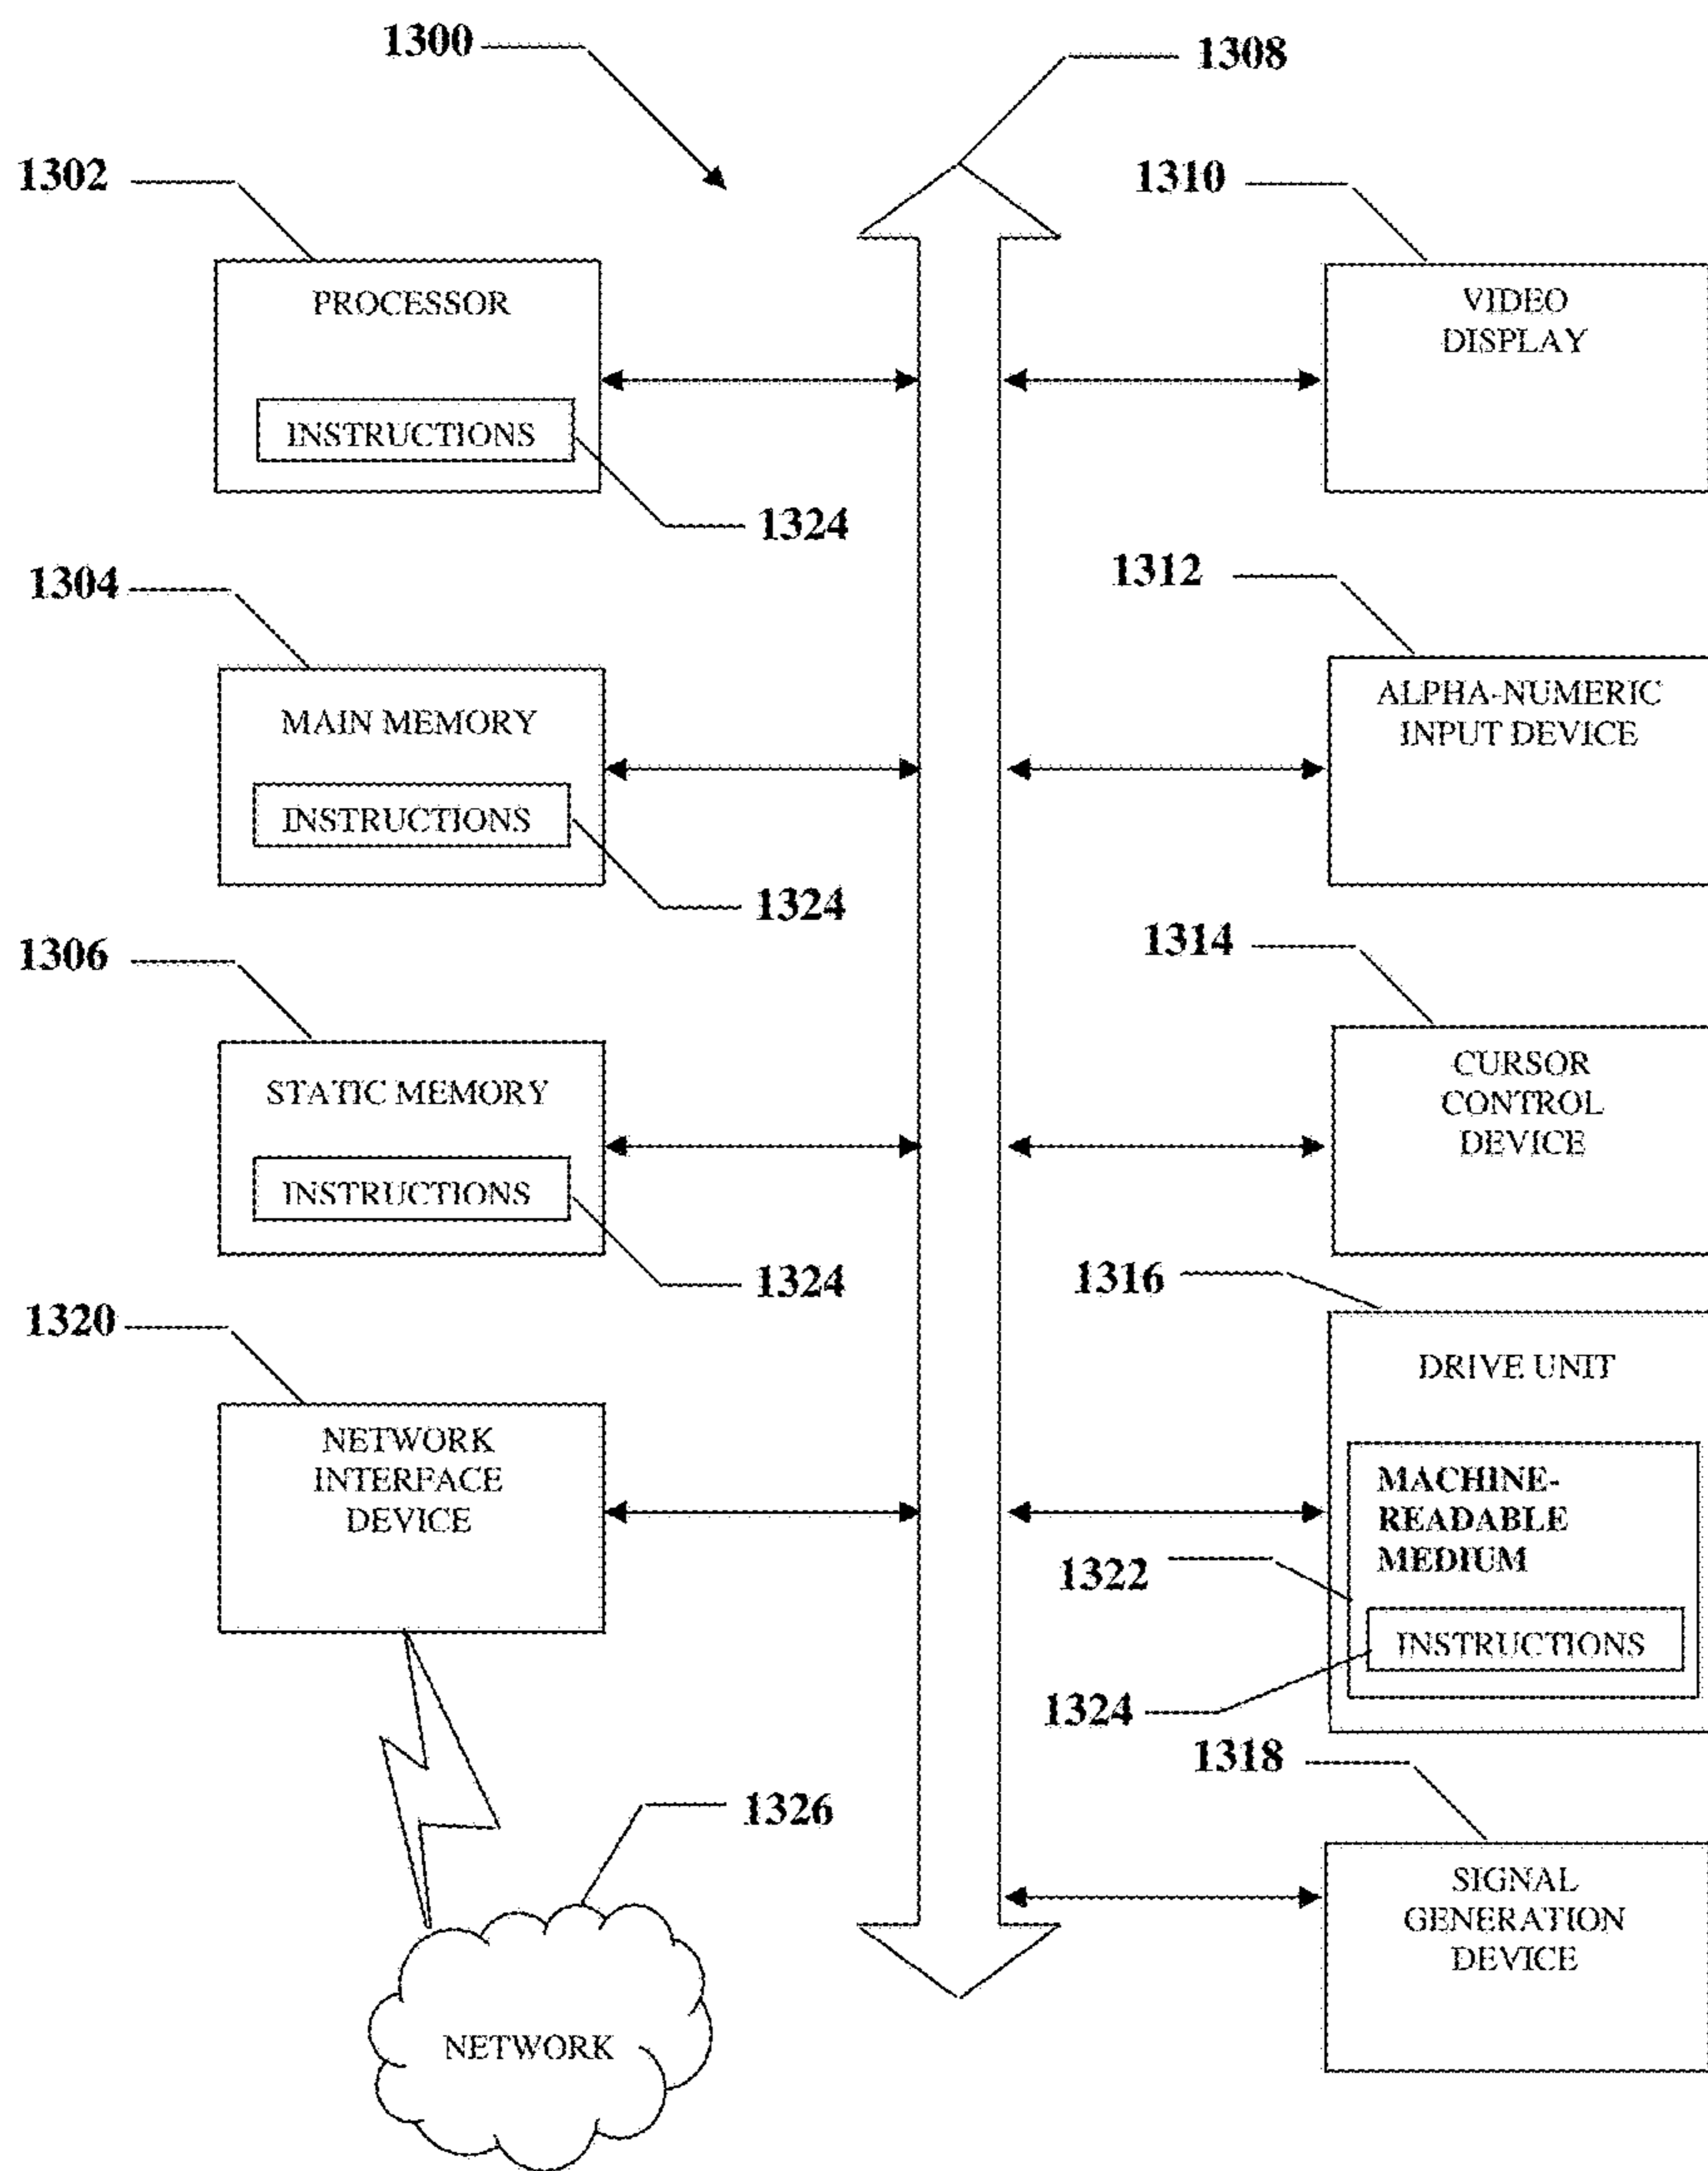 1300
1308
1302
1310
PROCESSOR
INSTRUCTIONS
1324
VIDEO
DISPLAY
1304
1312
MAIN MEMORY
INSTRUCTIONS
1324
ALPHA-NUMERIC
INPUT DEVICE
1306
1314
STATIC MEMORY
INSTRUCTIONS
1324
CURSOR
CONTROL
DEVICE
1320
1316
NETWORK
INTERFACE
DEVICE
DRIVE UNIT
MACHINE-
READABLE
MEDIUM
1322
INSTRUCTIONS
1324
1326
1318
NETWORK
SIGNAL
GENERATION
DEVICE